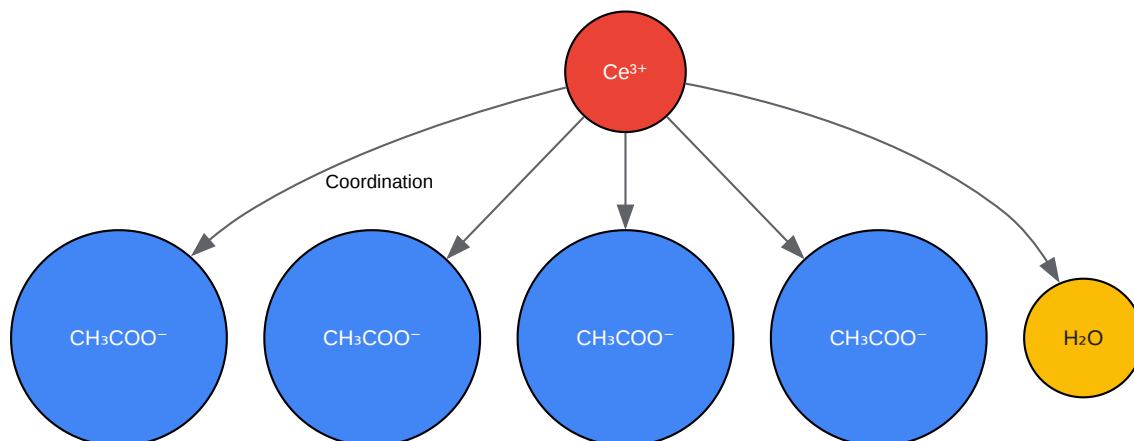 Ce³⁺
Coordination
CH₃COO⁻
CH₃COO⁻
CH₃COO⁻
CH₃COO⁻
H₂O